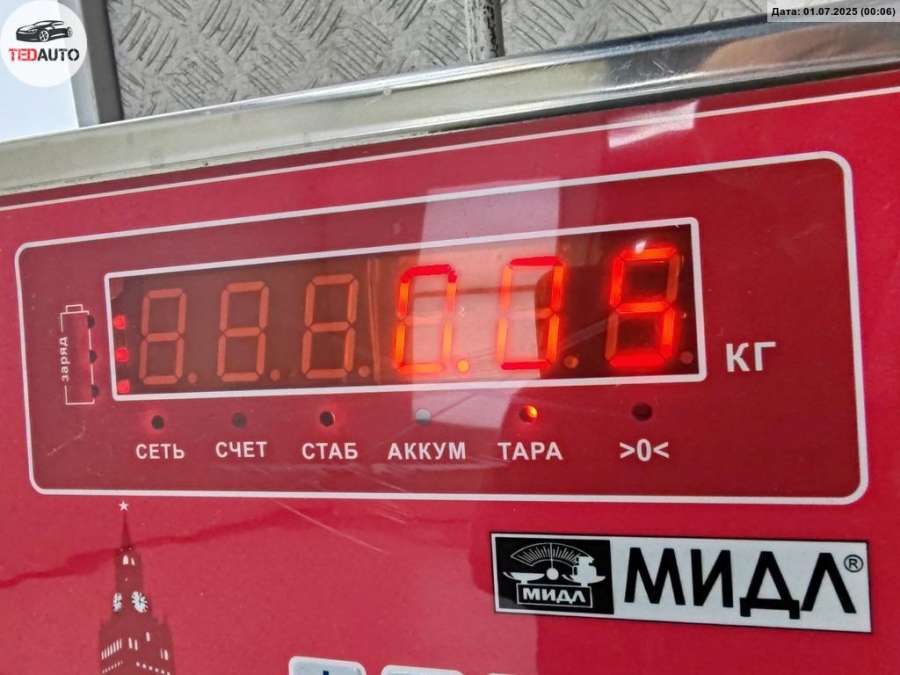 TEDAUTO
Дата: 01.07.2025 (00:06)
0.05
КГ
заряд
СЕТЬ СЧЕТ СТАБ АККУМ ТАРА >0<
МИДЛ МИДЛ®